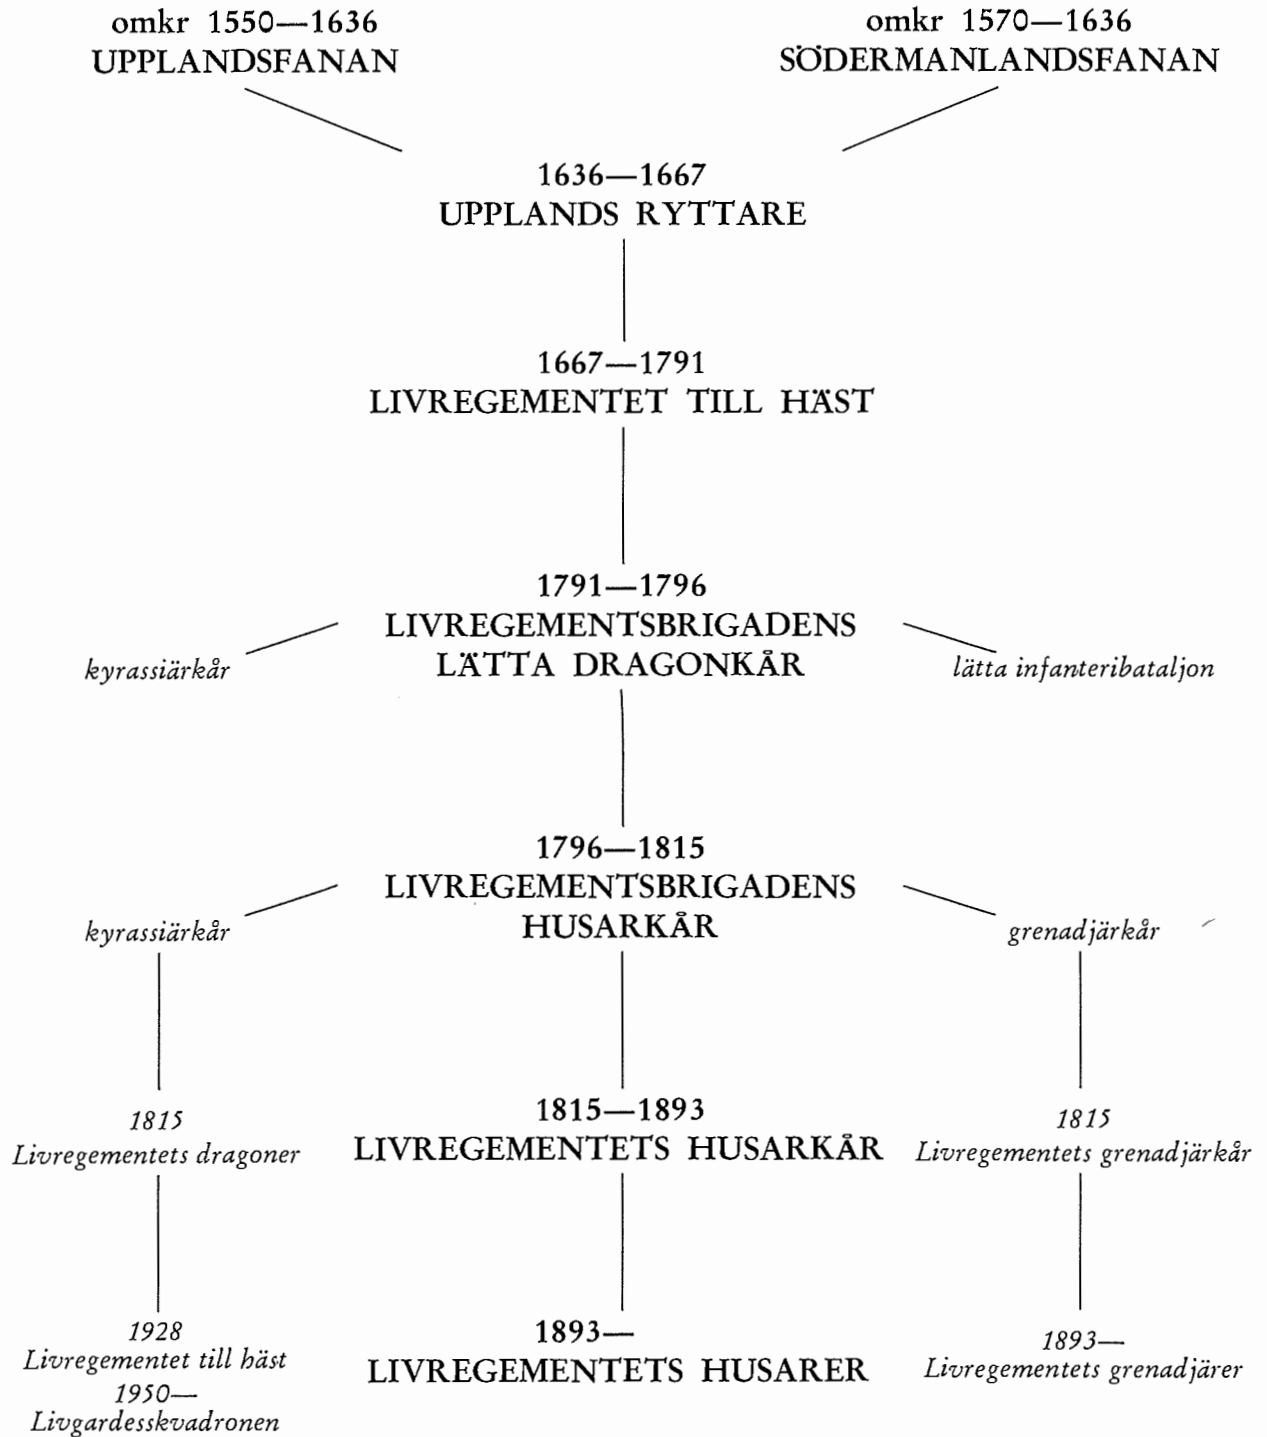 omkr 1550—1636
UPPLANDSFANAN
omkr 1570—1636
SÖDERMANLANDSFANAN
1636—1667
UPPLANDS RYTTARE
1667—1791
LIVREGEMENTET TILL HÄST
1791—1796
LIVREGEMENTSBRIGADENS
LÄTTA DRAGONKÅR
kyrassiärkår
lätta infanteribataljon
1796—1815
LIVREGEMENTSBRIGADENS
HUSARKÅR
kyrassiärkår
grenadjärkår
1815
Livregementets dragoner
1815—1893
LIVREGEMENTETS HUSARKÅR
1815
Livregementets grenadjärkår
1928
Livregementet till häst
1950—
Livgardesskvadronen
1893—
LIVREGEMENTETS HUSARER
1893—
Livregementets grenadjärer